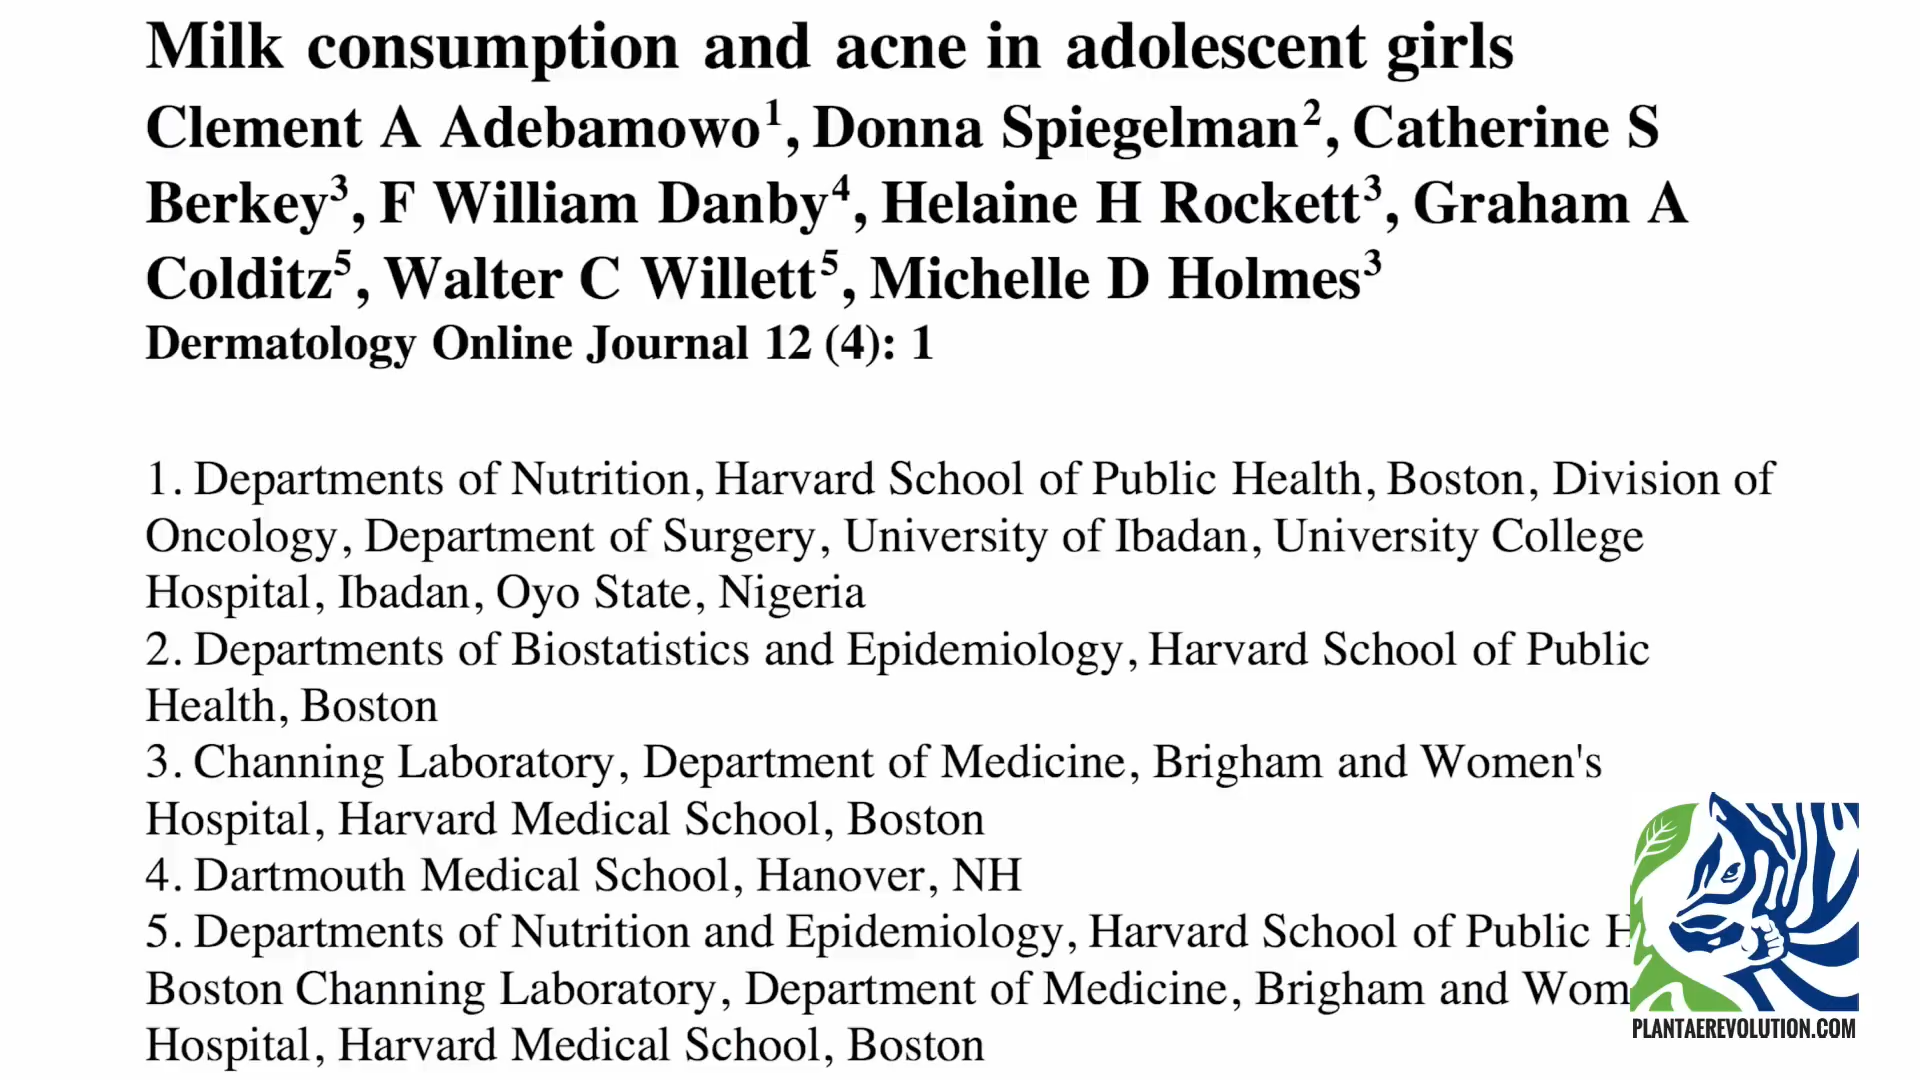 Milk consumption and acne in adolescent girls
Clement A Adebamowo1, Donna Spiegelman2, Catherine S
Berkey3, F William Danby4, Helaine H Rockett3, Graham A
Colditz5, Walter C Willett5, Michelle D Holmes3
Dermatology Online Journal 12 (4): 1
1. Departments of Nutrition, Harvard School of Public Health, Boston, Division of
Oncology, Department of Surgery, University of Ibadan, University College
Hospital, Ibadan, Oyo State, Nigeria
2. Departments of Biostatistics and Epidemiology, Harvard School of Public
Health, Boston
3. Channing Laboratory, Department of Medicine, Brigham and Women's
Hospital, Harvard Medical School, Boston
4. Dartmouth Medical School, Hanover, NH
5. Departments of Nutrition and Epidemiology, Harvard School of Public
Boston Channing Laboratory, Department of Medicine, Brigham and Wom
Hospital, Harvard Medical School, Boston
PLANTAEREVOLUTION.COM